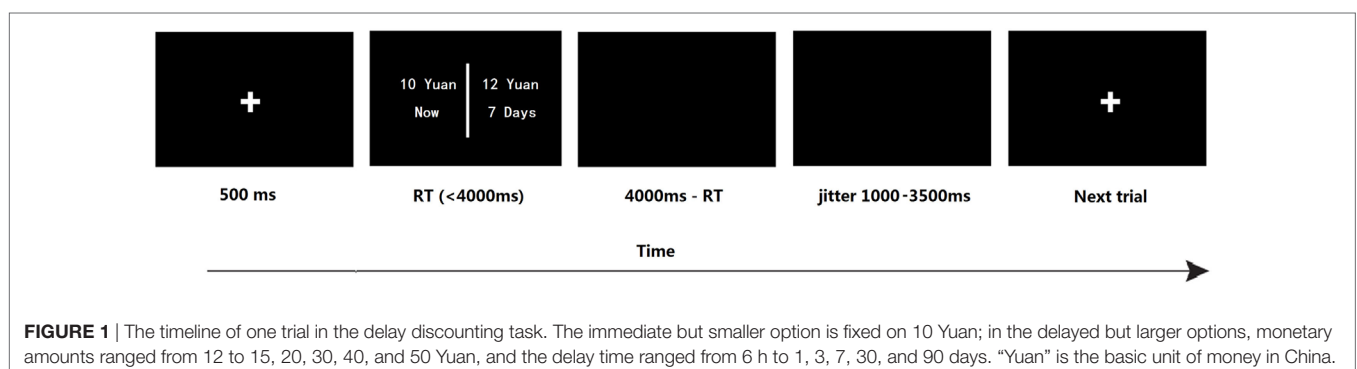 10 Yuan 12 Yuan
Now 7 Days
500 ms RT (<4000ms) 4000ms - RT jitter 1000-3500ms Next trial
Time
FIGURE 1 | The timeline of one trial in the delay discounting task. The immediate but smaller option is fixed on 10 Yuan; in the delayed but larger options, monetary
amounts ranged from 12 to 15, 20, 30, 40, and 50 Yuan, and the delay time ranged from 6 h to 1, 3, 7, 30, and 90 days. “Yuan” is the basic unit of money in China.